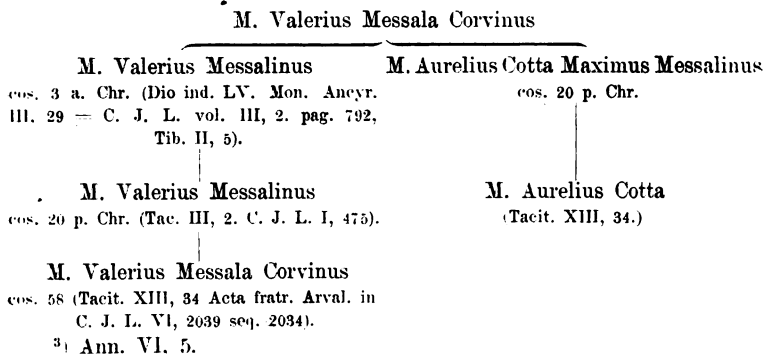 M. Valerius Messala Corvinus
M. Valerius Messalinus
cos. 3 a. Chr. (Dio ind. LV. Mon. Ancyr.
III. 29 = C. J. L. vol. III, 2. pag. 792,
Tib. II, 5).
M. Aurelius Cotta Maximus Messalinus
cos. 20 p. Chr.
M. Valerius Messalinus
cos. 20 p. Chr. (Tac. III, 2. C. J. L. I, 475).
M. Aurelius Cotta
(Tacit. XIII, 34.)
M. Valerius Messala Corvinus
cos. 58 (Tacit. XIII, 34 Acta fratr. Arval. in
C. J. L. VI, 2039 seq. 2034).
3) Ann. VI. 5.